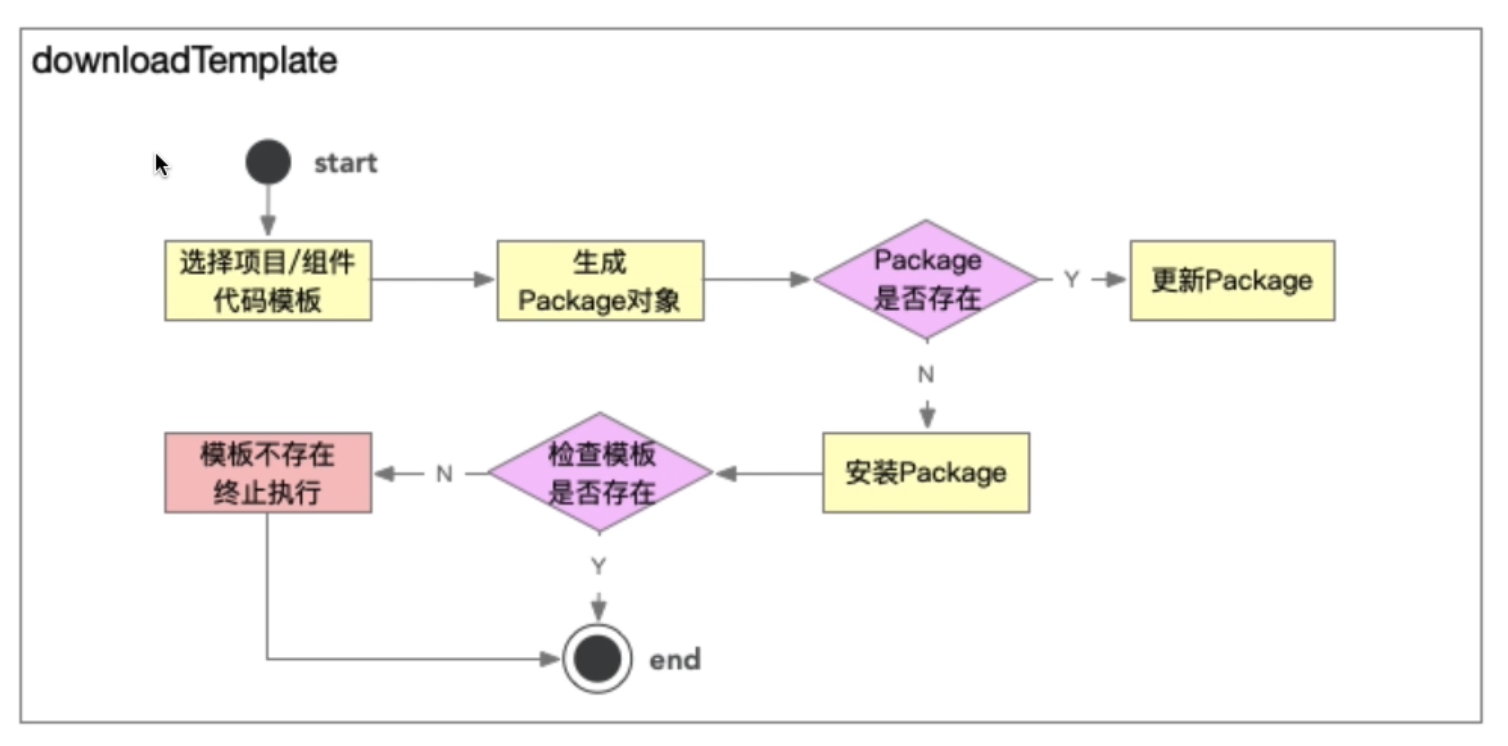 downloadTemplate
start
选择项目/组件
代码模板
生成
Package对象
Package
是否存在
Y
更新Package
N
安装Package
检查模板
是否存在
N
模板不存在
终止执行
Y
end